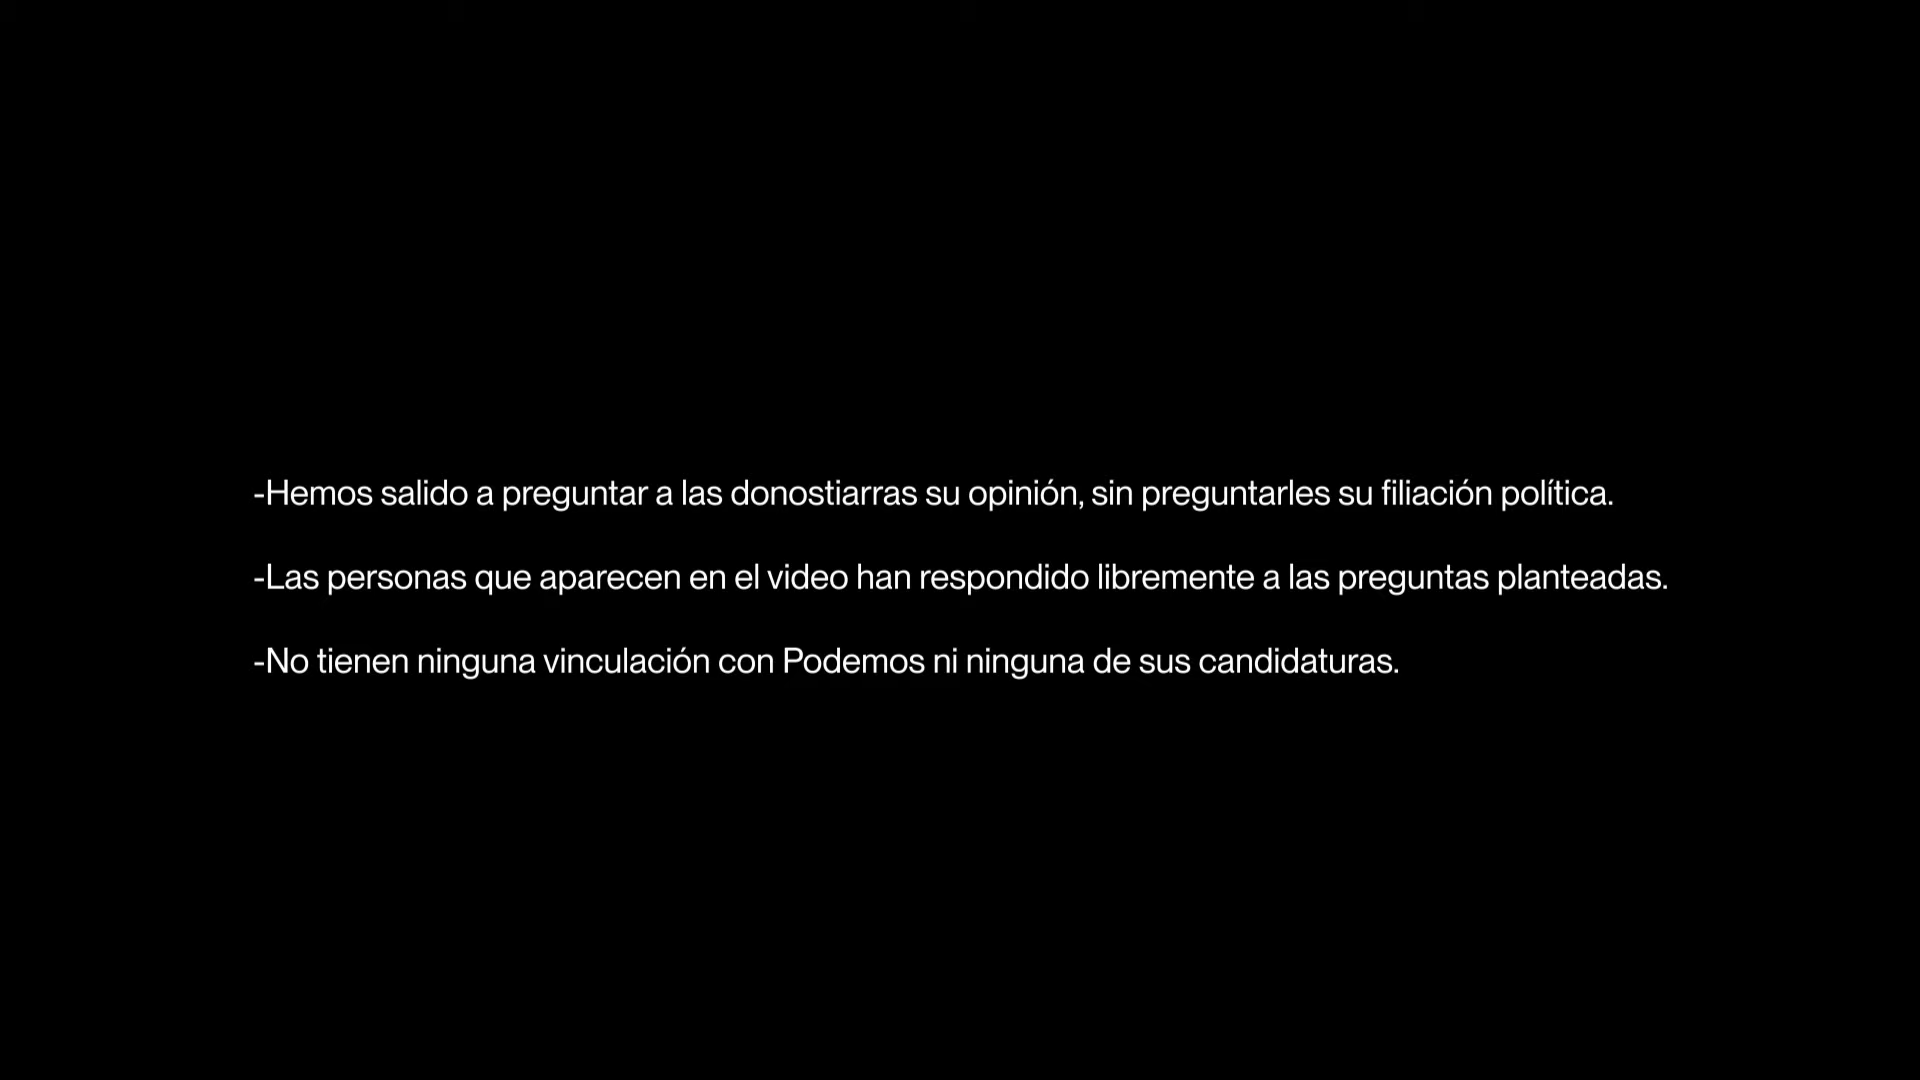 -Hemos salido a preguntar a las donostiarras su opinión, sin preguntarles su filiación política.
-Las personas que aparecen en el video han respondido libremente a las preguntas planteadas.
-No tienen ninguna vinculación con Podemos ni ninguna de sus candidaturas.